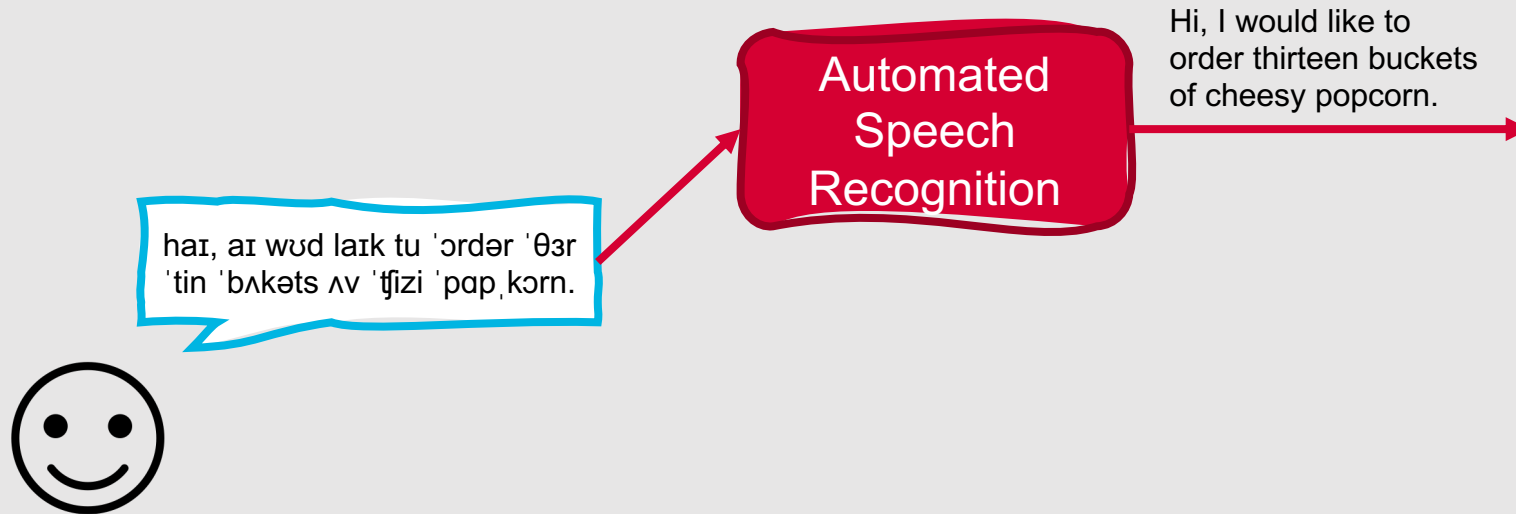 Hi, I would like to
order thirteen buckets
of cheesy popcorn.
Automated
Speech
Recognition
haɪ, aɪ wʊd laɪk tu ˈɔrdər ˈθɜr
ˈtin ˈbʌkəts ʌv ˈʧizi ˈpɑpˌkɔrn.